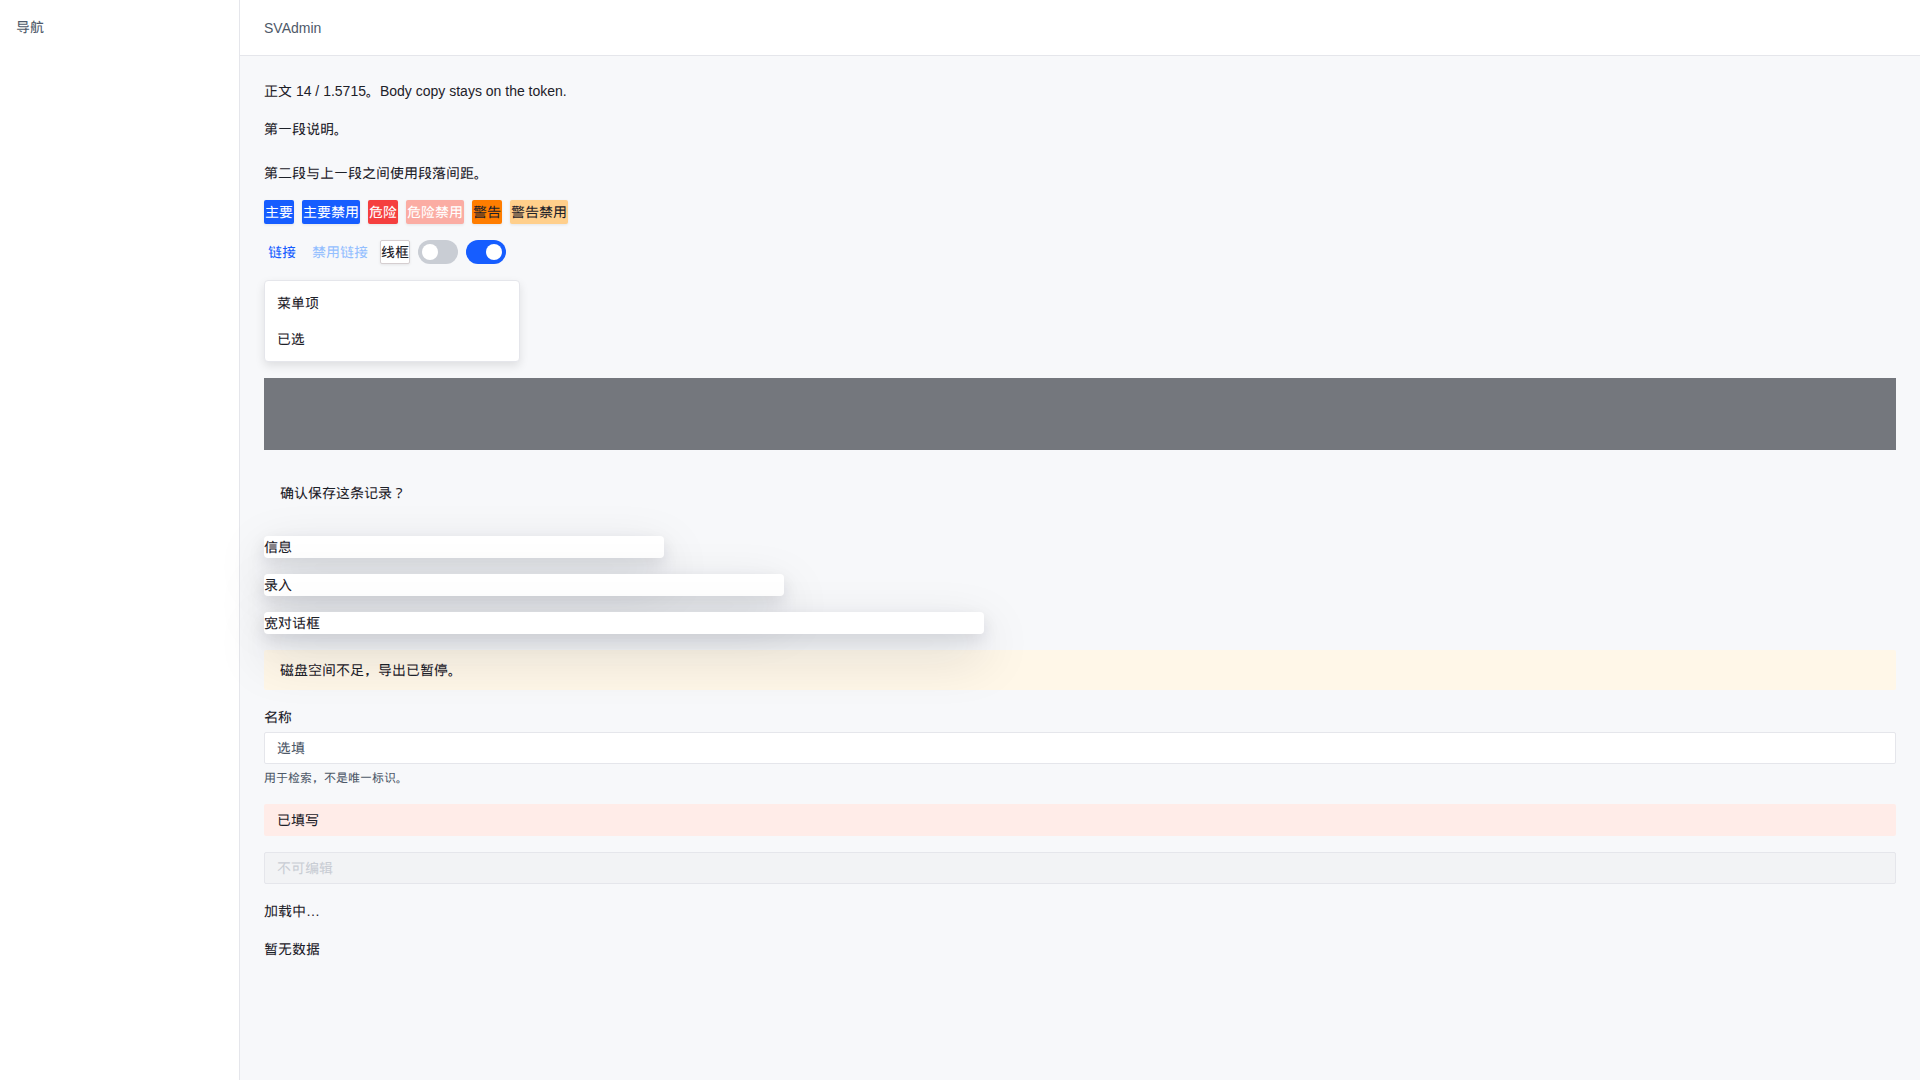 导航
SVAdmin
正文 14 / 1.5715。Body copy stays on the token.
第一段说明。
第二段与上一段之间使用段落间距。
主要 主要禁用 危险 危险禁用 警告 警告禁用
链接 禁用链接 线框
菜单项
已选
确认保存这条记录？
信息
录入
宽对话框
磁盘空间不足，导出已暂停。
名称
选填
用于检索，不是唯一标识。
已填写
不可编辑
加载中…
暂无数据